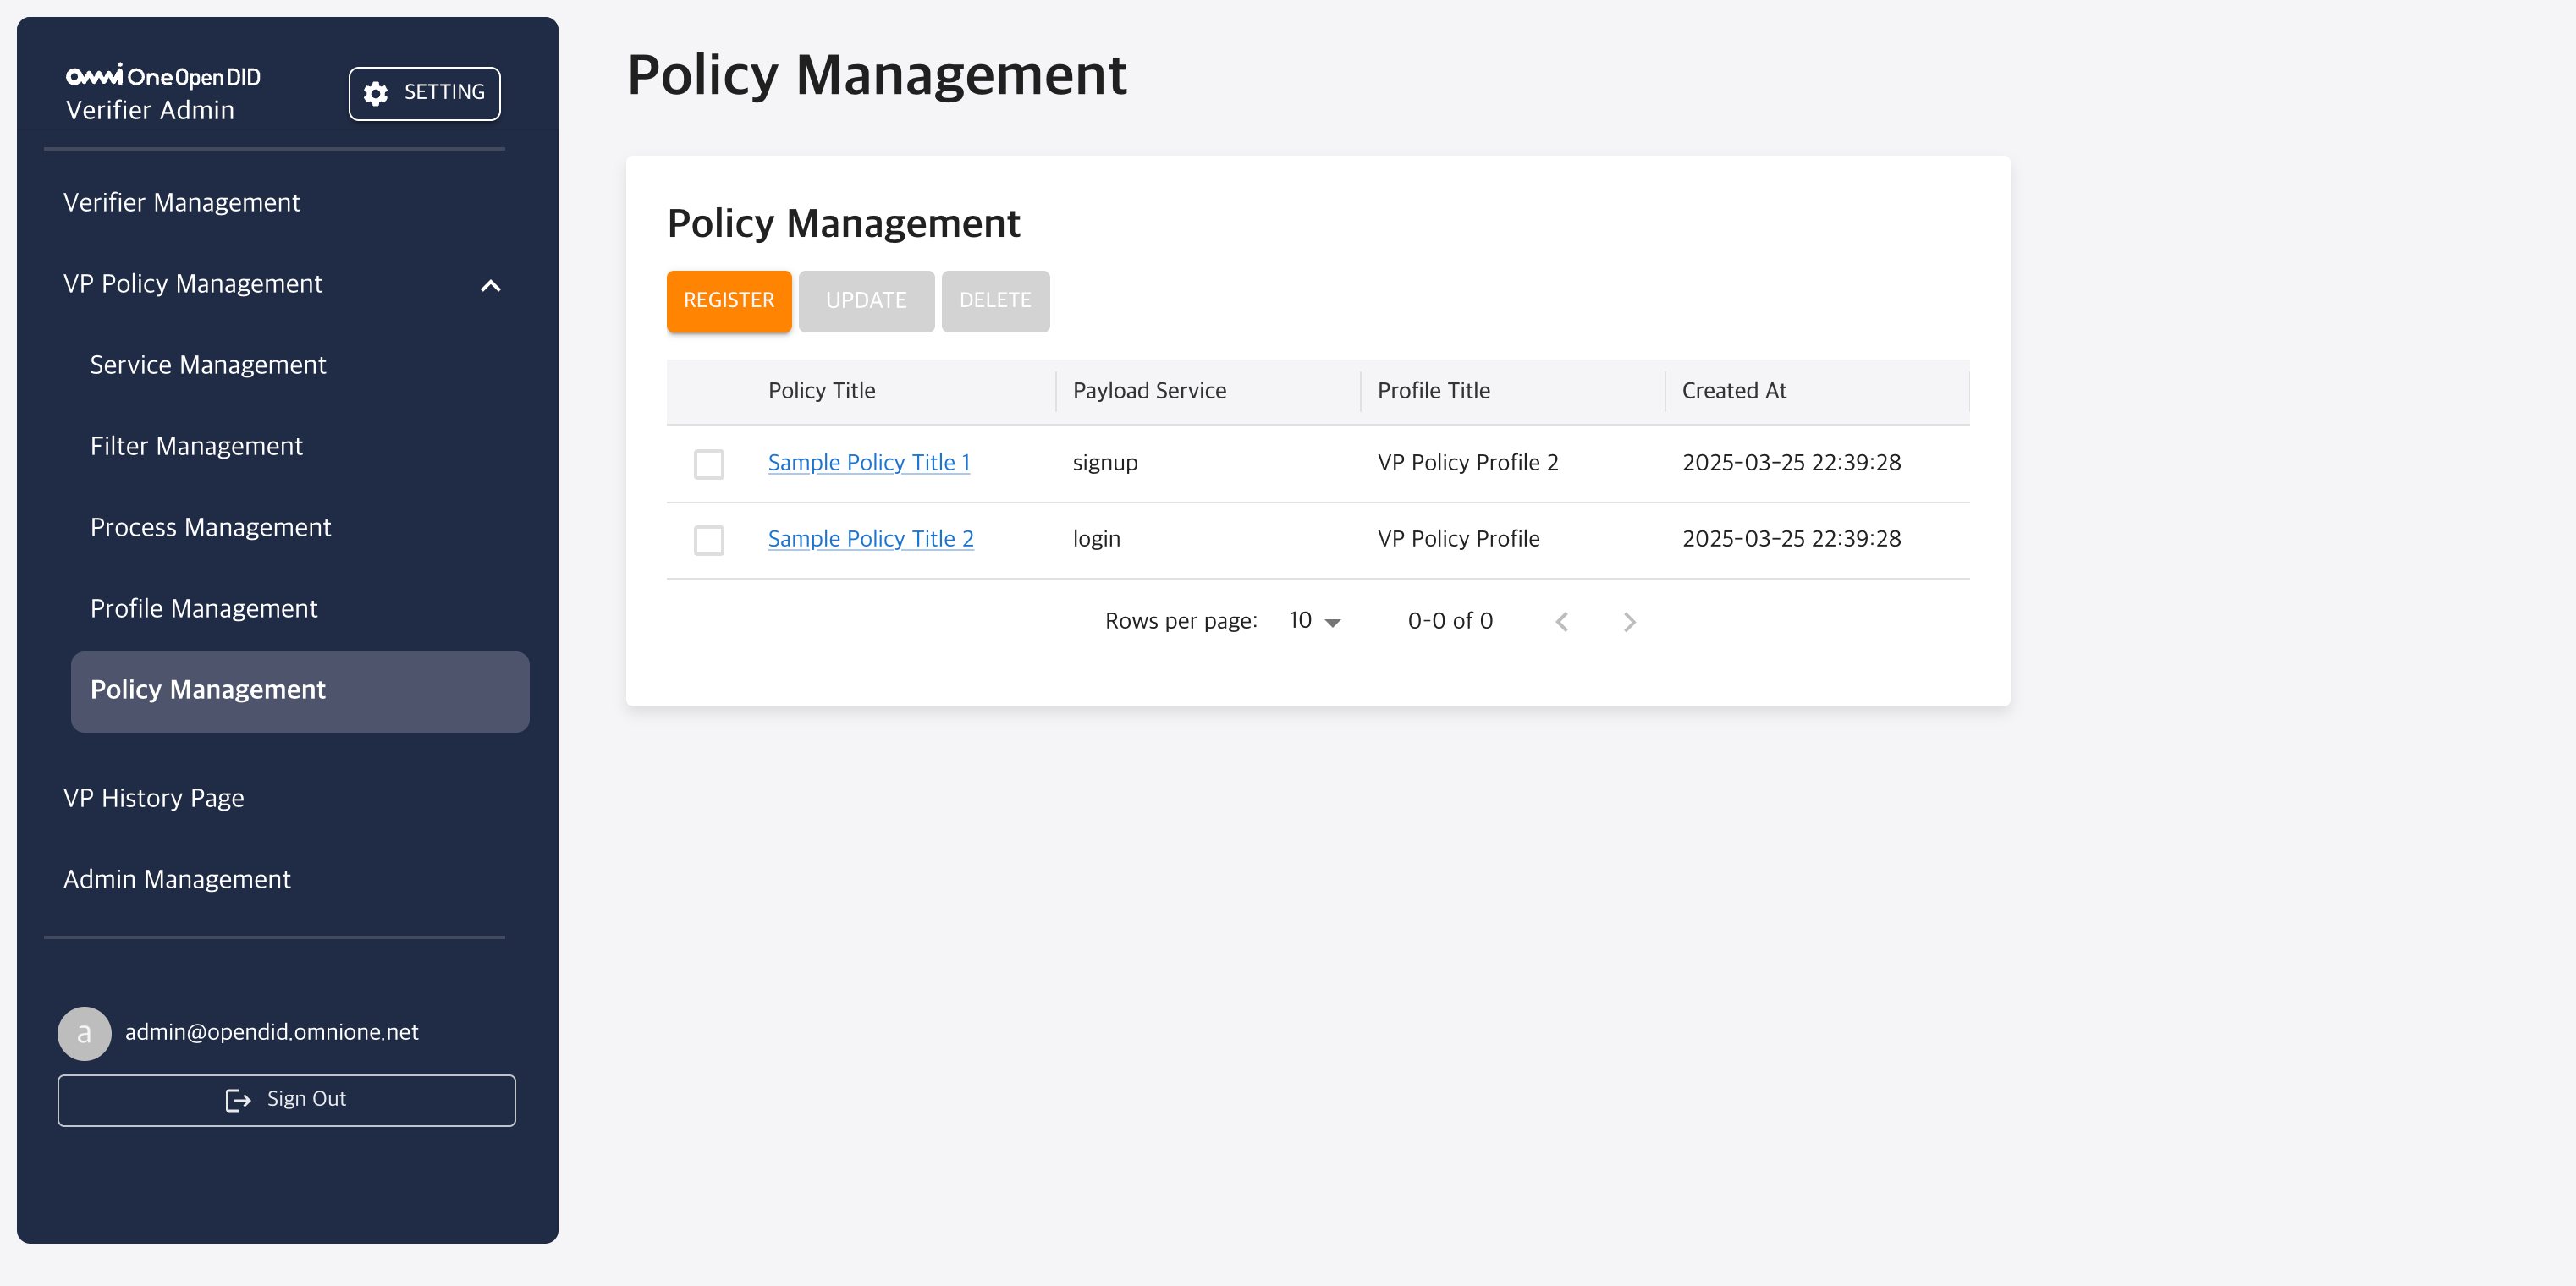 omni One Open DID
Verifier Admin
SETTING
Verifier Management
VP Policy Management
Service Management
Filter Management
Process Management
Profile Management
Policy Management
VP History Page
Admin Management
a
admin@opendid.omnione.net
Sign Out
Policy Management
Policy Management
REGISTER UPDATE DELETE
Policy Title Payload Service Profile Title Created At
Sample Policy Title 1 signup VP Policy Profile 2 2025-03-25 22:39:28
Sample Policy Title 2 login VP Policy Profile 2025-03-25 22:39:28
Rows per page: 10 0-0 of 0